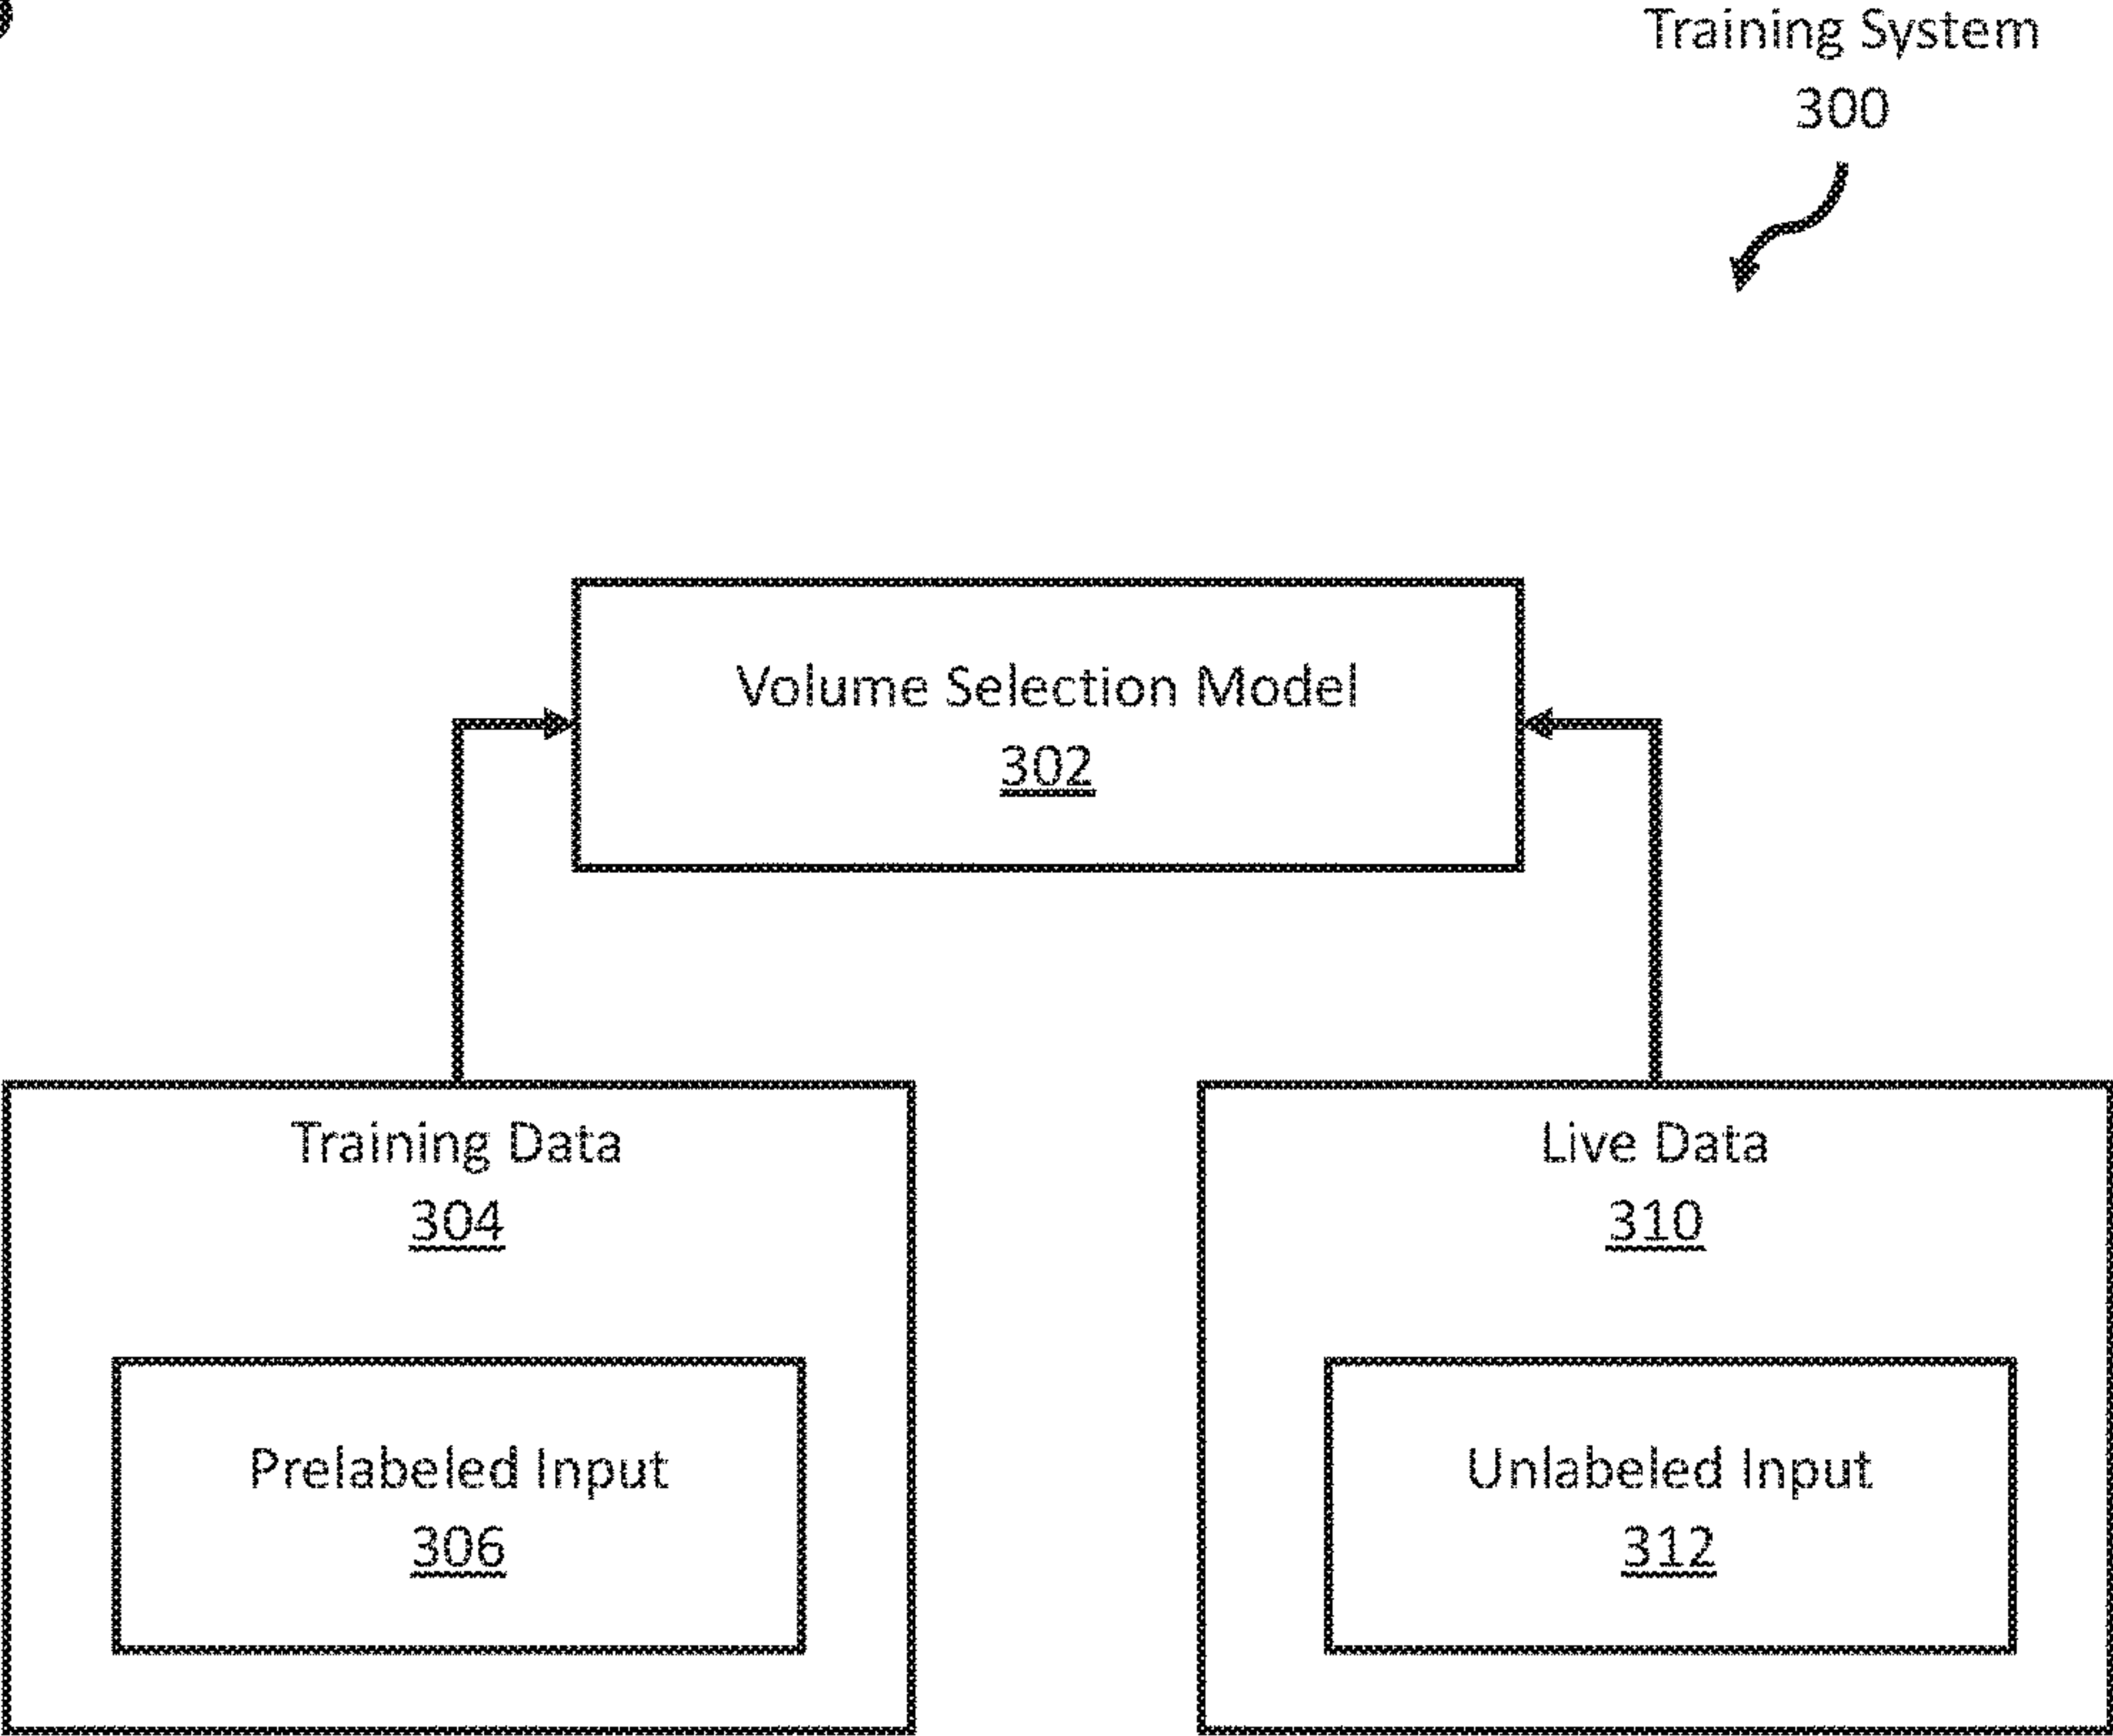 Training System
300
Volume Selection Model
302
Training Data
304
Live Data
310
Prelabeled Input
306
Unlabeled Input
312